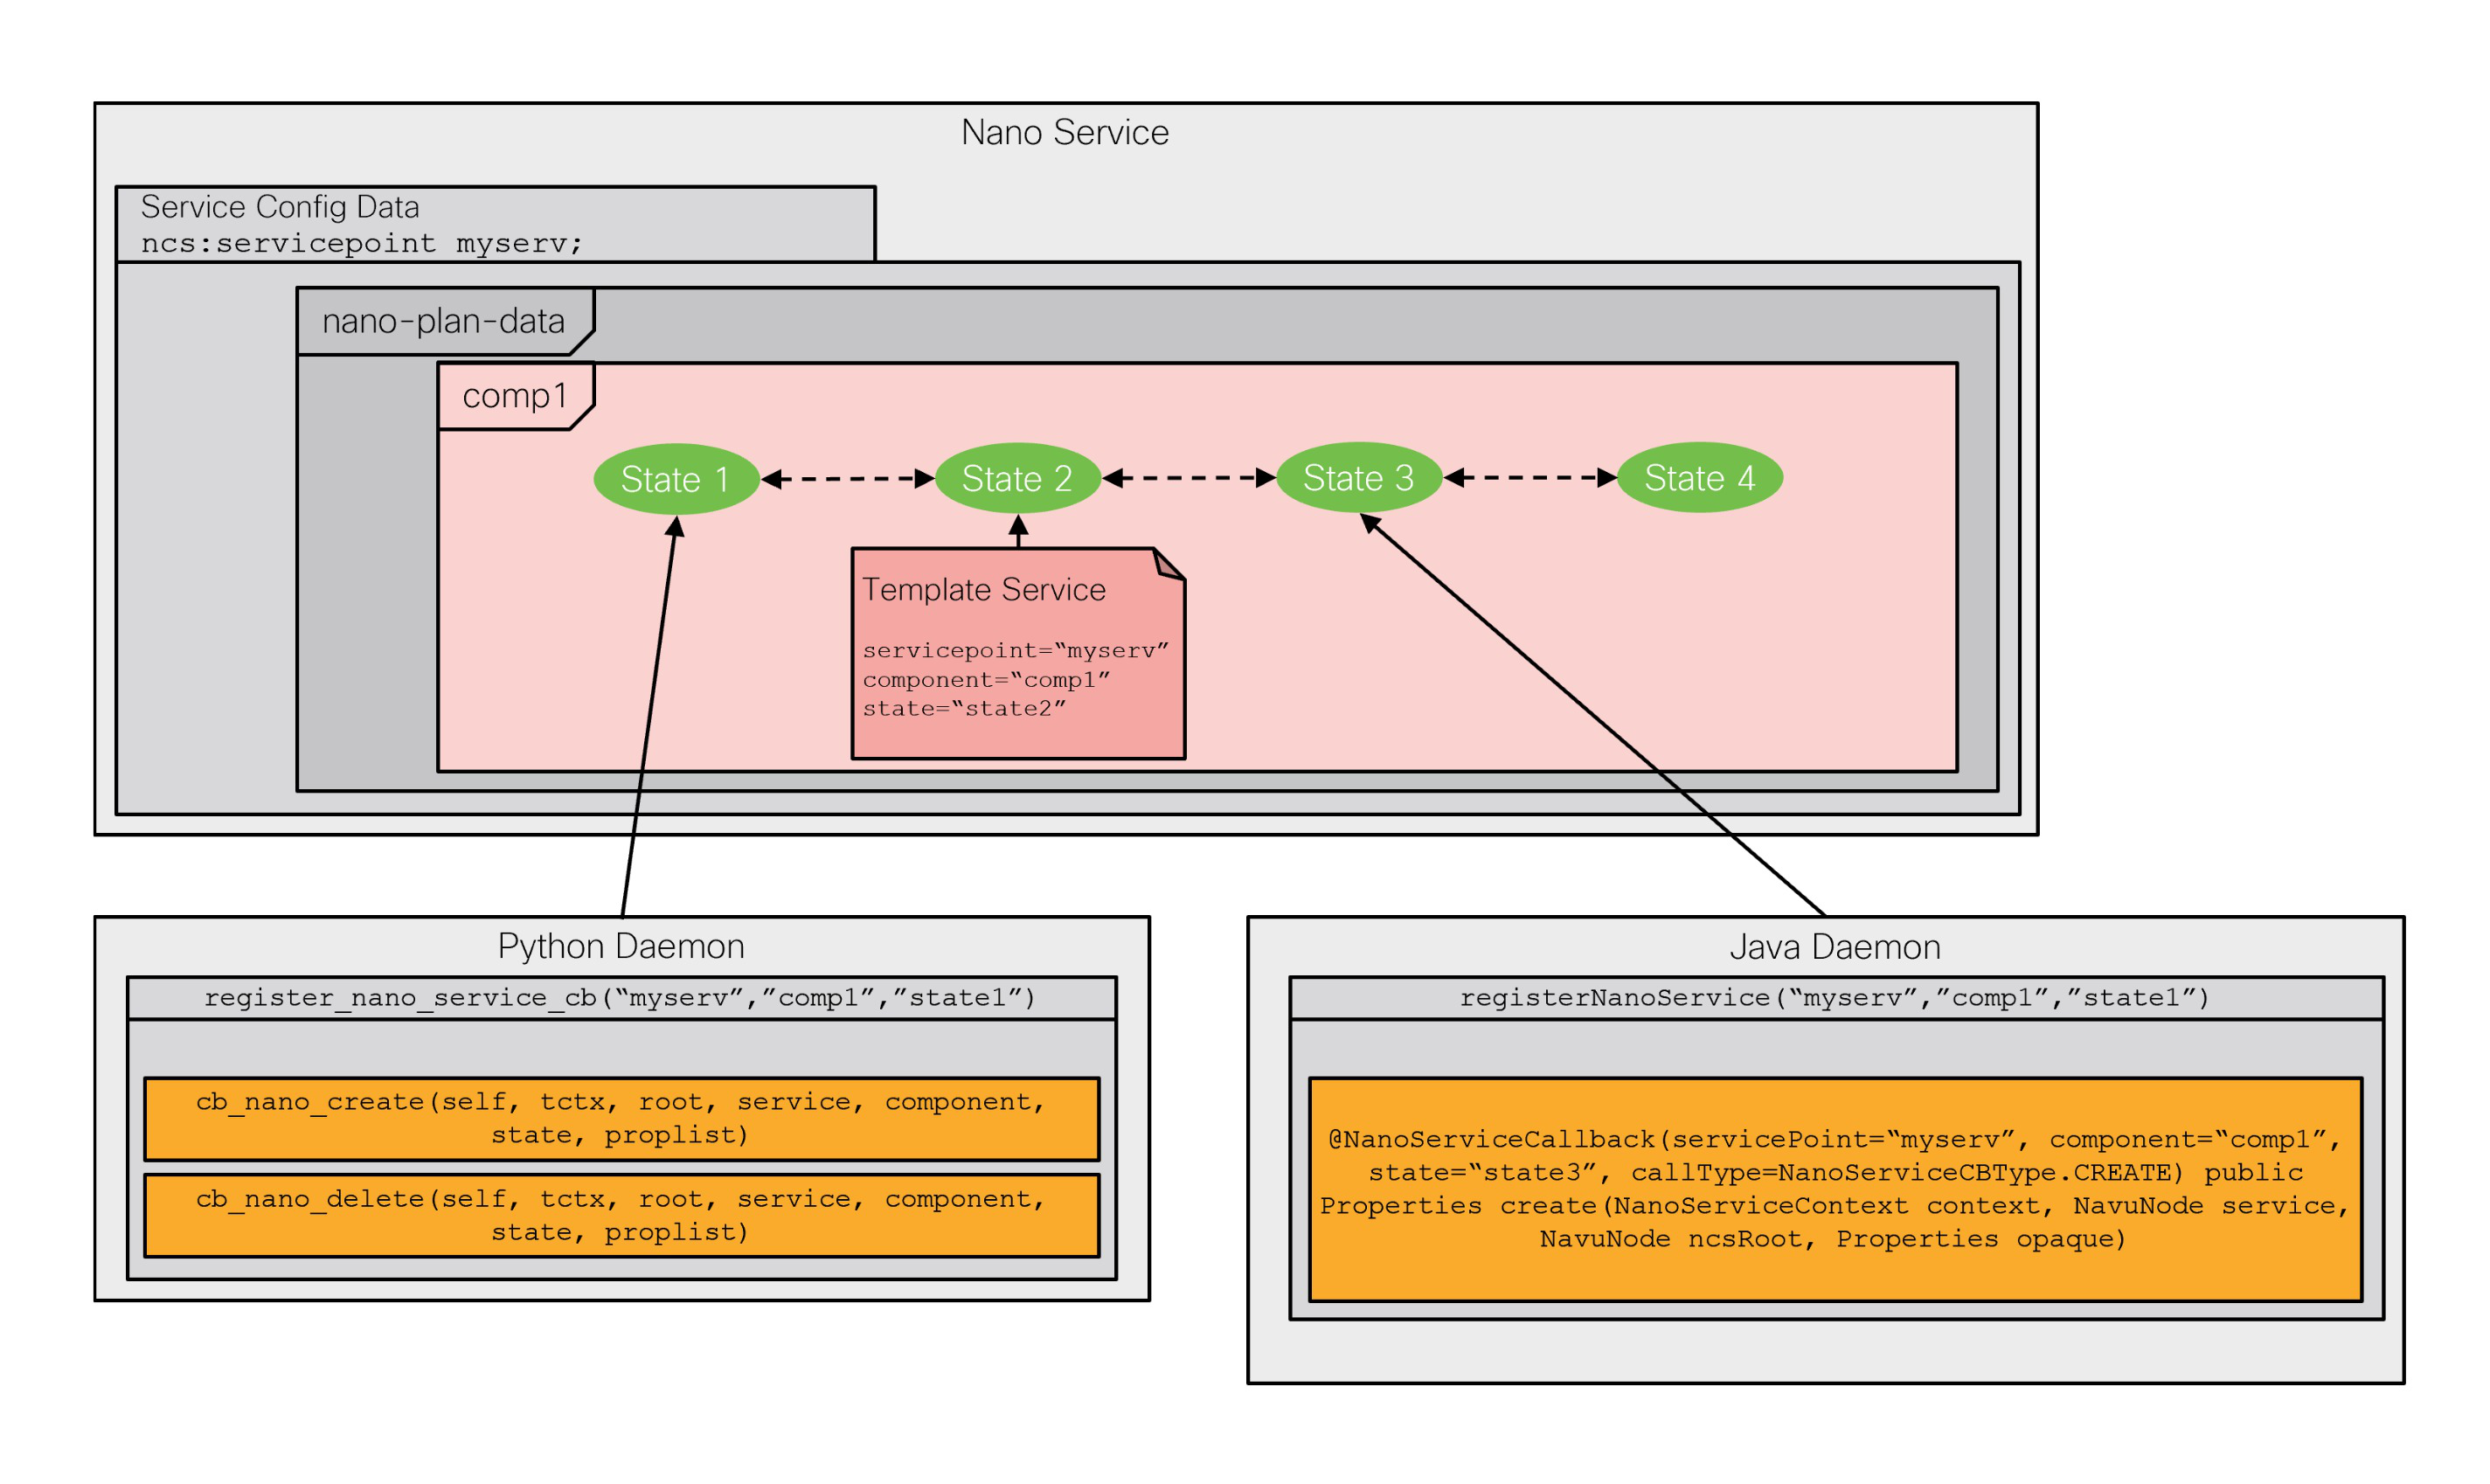 Nano Service
Service Config Data
ncs:servicepoint myserv;
nano-plan-data
comp1
State 1
State 2
State 3
State 4
Template Service
servicepoint=“myserv”
component=“comp1”
state=“state2”
Python Daemon
register_nano_service_cb(“myserv”,”comp1”,”state1”)
cb_nano_create(self, tctx, root, service, component,
state, proplist)
cb_nano_delete(self, tctx, root, service, component,
state, proplist)
Java Daemon
registerNanoService(“myserv”,”comp1”,”state1”)
@NanoServiceCallback(servicePoint=“myserv”, component=“comp1”,
state=“state3”, callType=NanoServiceCBType.CREATE) public
Properties create(NanoServiceContext context, NavuNode service,
NavuNode ncsRoot, Properties opaque)